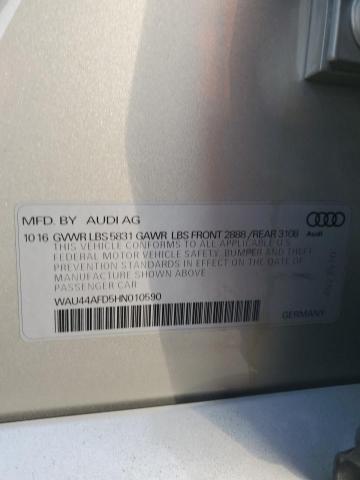 MFD. BY AUDI AG
10 16 GVWR LBS 5831 GAWR LBS FRONT 2888 /REAR 3108
THIS VEHICLE CONFORMS TO ALL APPLICABLE U.S.
FEDERAL MOTOR VEHICLE SAFETY, BUMPER AND THEFT
PREVENTION STANDARDS IN EFFECT ON THE DATE OF
MANUFACTURE SHOWN ABOVE
PASSENGER CAR
WAU44AFD5HN010590
Audi
GERMANY